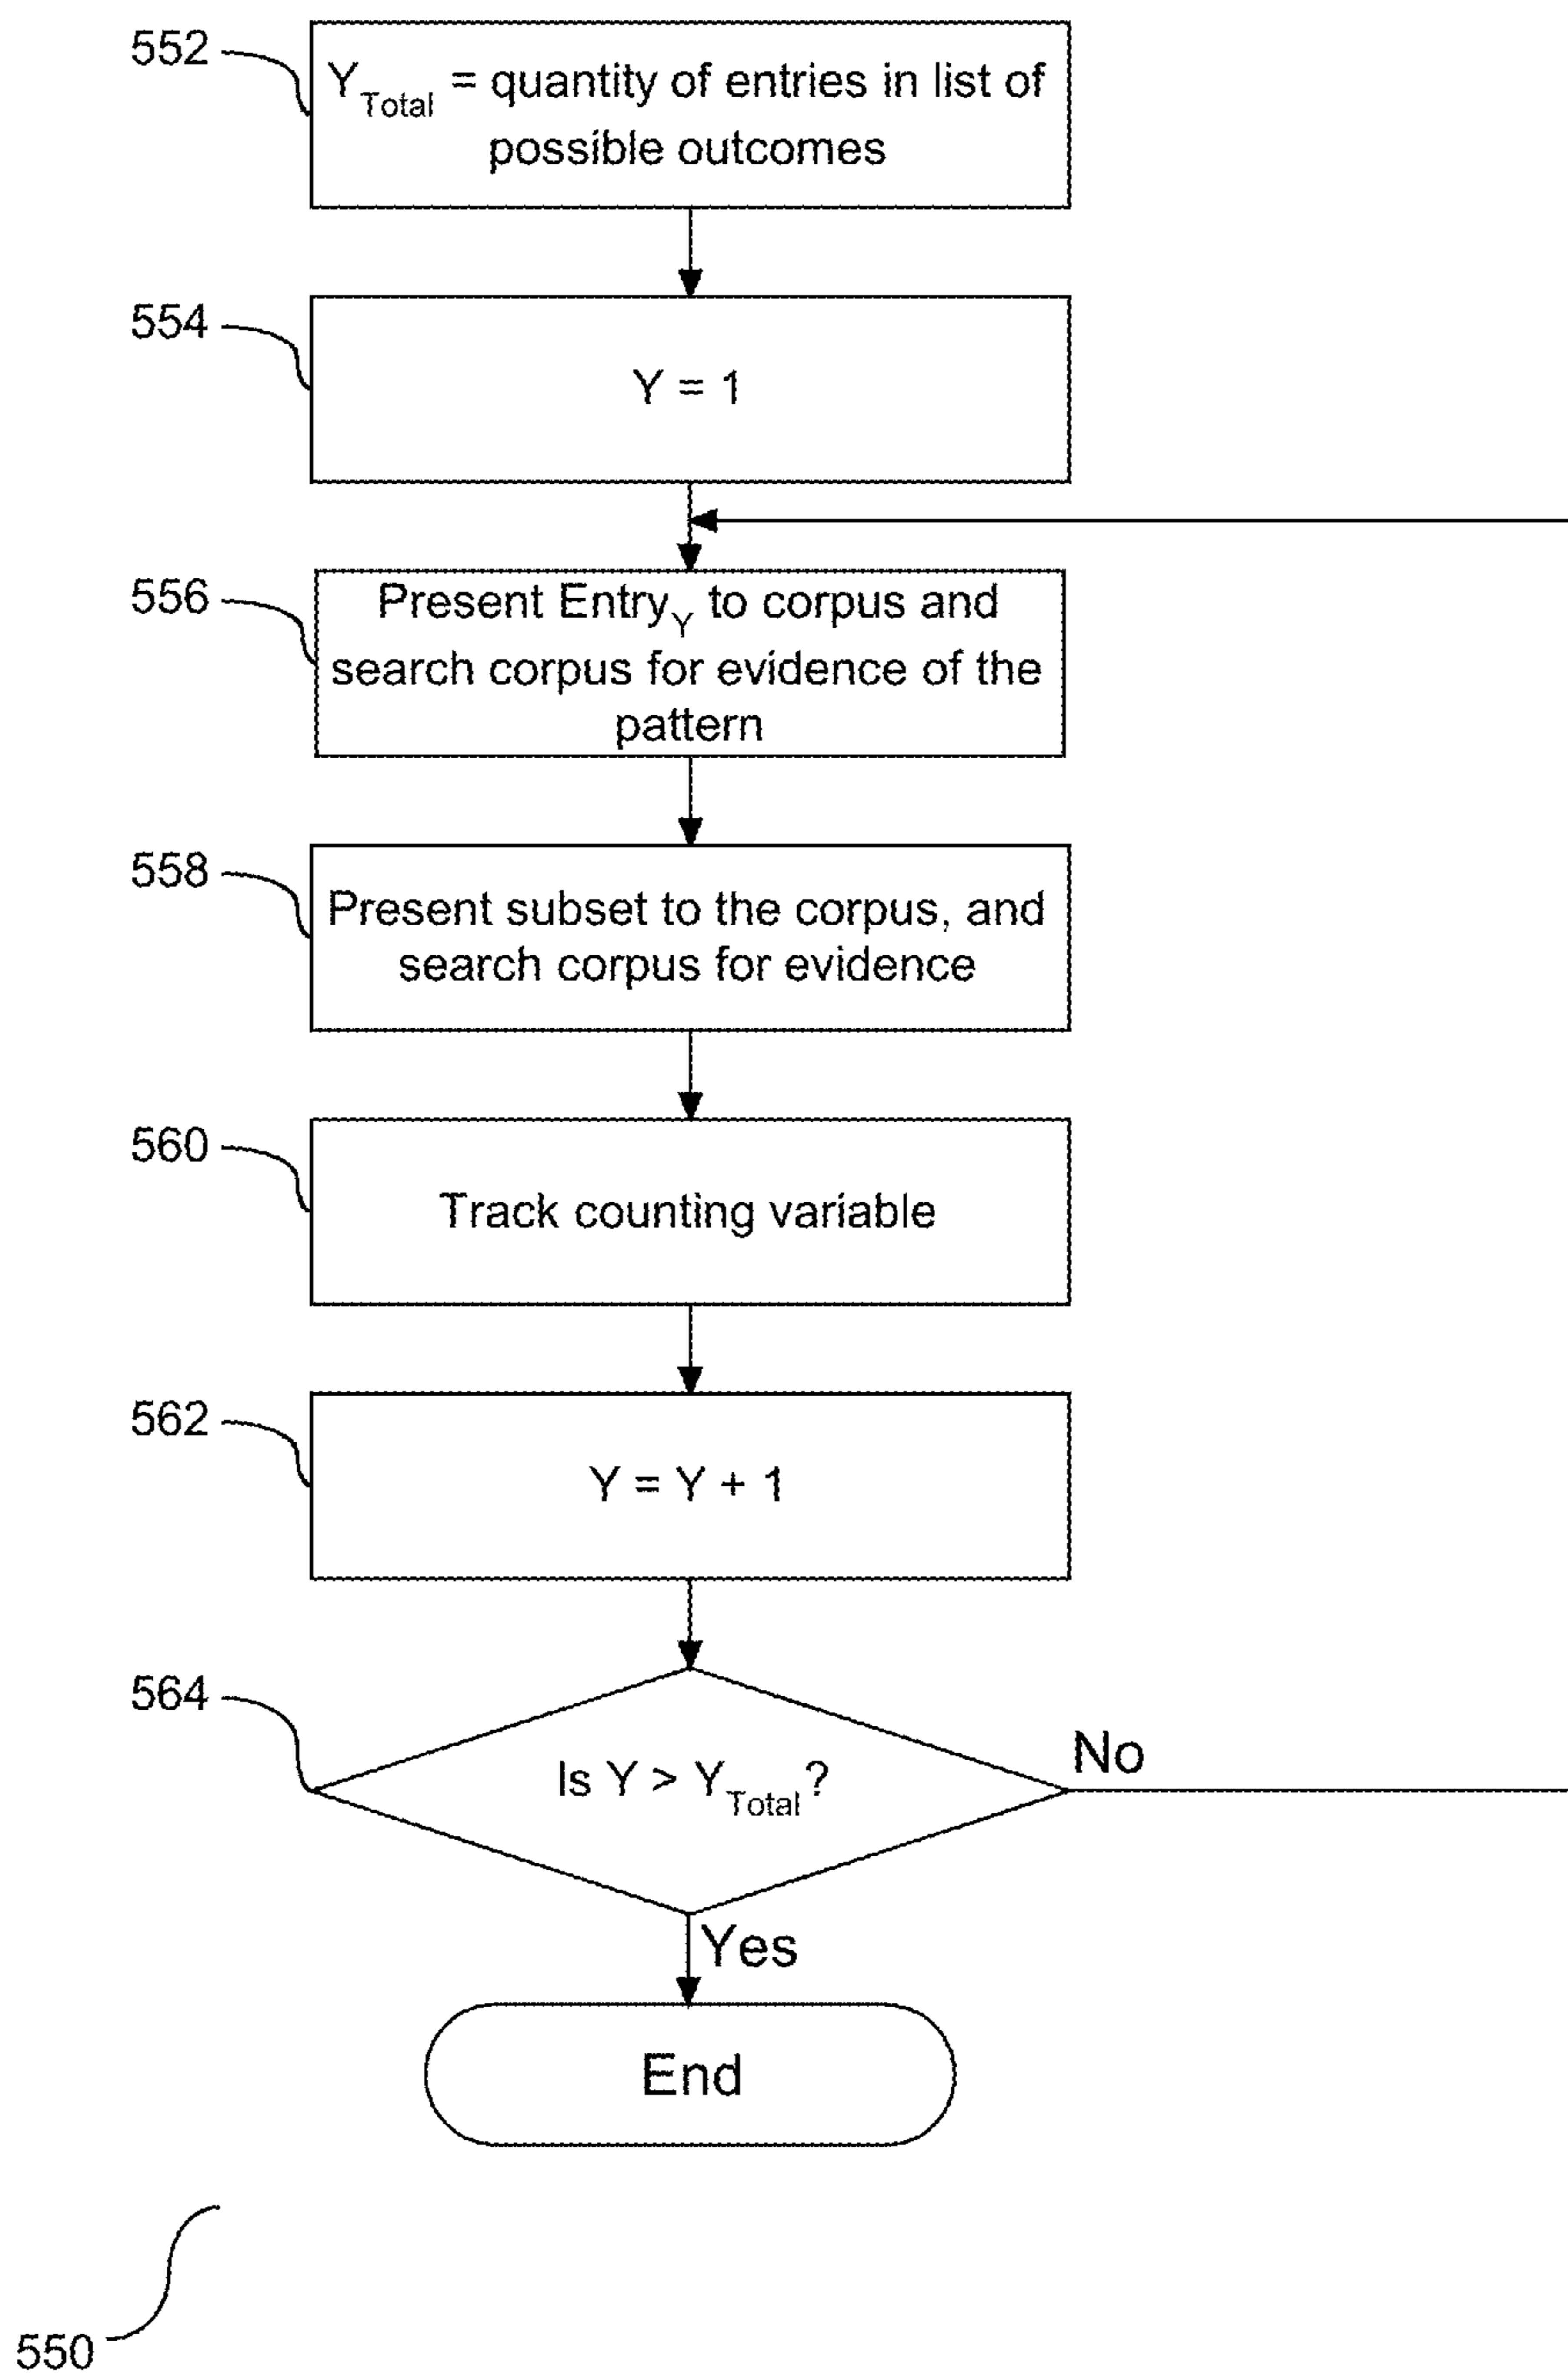 552
Y_Total = quantity of entries in list of
possible outcomes
554
Y = 1
556
Present Entry_Y to corpus and
search corpus for evidence of the
pattern
558
Present subset to the corpus, and
search corpus for evidence
560
Track counting variable
562
Y = Y + 1
564
Is Y > Y_Total ?
No
Yes
End
550